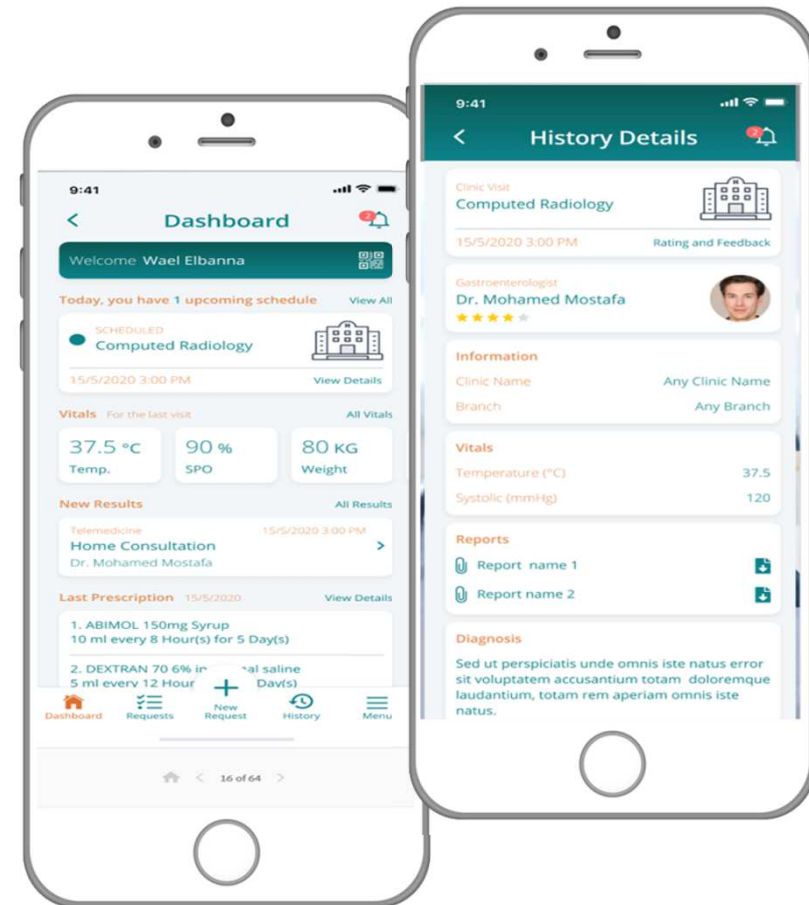 9:41
Dashboard
2
Welcome Wael Elbanna
Today, you have 1 upcoming schedule View All
SCHEDULED
Computed Radiology
H
15/5/2020 3:00 PM View Details
Vitals For the last visit All Vitals
37.5 °C 90 % 80 KG
Temp. SPO Weight
New Results All Results
Telemedicine 15/5/2020 3:00 PM
Home Consultation
Dr. Mohamed Mostafa
Last Prescription 15/5/2020 View Details
1. ABIMOL 150mg Syrup
10 ml every 8 Hour(s) for 5 Day(s)
2. DEXTRAN 70 6% in al saline
5 ml every 12 Hour Day(s)
Dashboard Requests New Request History Menu
16 of 64
9:41
History Details
2
Clinic Visit
Computed Radiology
H
15/5/2020 3:00 PM Rating and Feedback
Gastroenterologist
Dr. Mohamed Mostafa
Information
Clinic Name Any Clinic Name
Branch Any Branch
Vitals
Temperature (°C) 37.5
Systolic (mmHg) 120
Reports
Report name 1
Report name 2
Diagnosis
Sed ut perspiciatis unde omnis iste natus error
sit voluptatem accusantium totam doloremque
laudantium, totam rem aperiam omnis iste
natus.